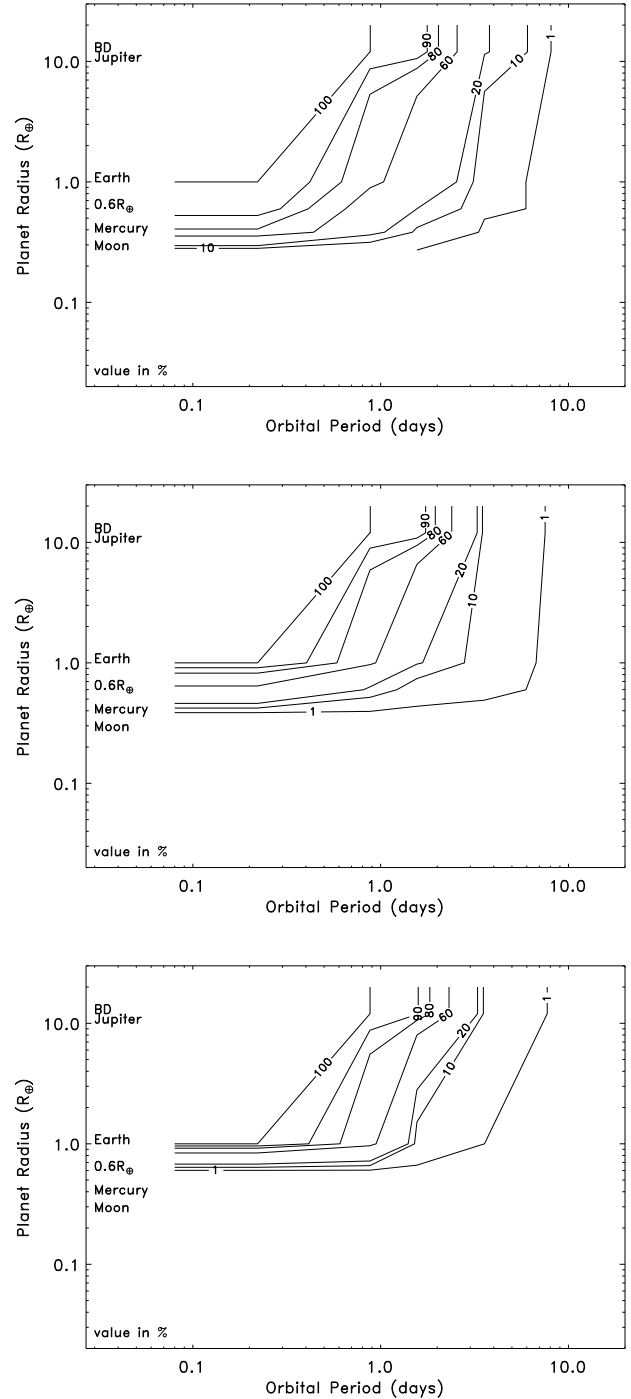 BD
Jupiter
Earth
0.6R⊕
Mercury
Moon
value in %
100
90
80
60
20
10
1
10
10.0
1.0
0.1
Planet Radius (R⊕)
0.1 1.0 10.0
Orbital Period (days)
BD
Jupiter
Earth
0.6R⊕
Mercury
Moon
value in %
100
90
80
60
20
10
1
1
10.0
1.0
0.1
Planet Radius (R⊕)
0.1 1.0 10.0
Orbital Period (days)
BD
Jupiter
Earth
0.6R⊕
Mercury
Moon
value in %
100
90
80
60
20
10
1
1
10.0
1.0
0.1
Planet Radius (R⊕)
0.1 1.0 10.0
Orbital Period (days)